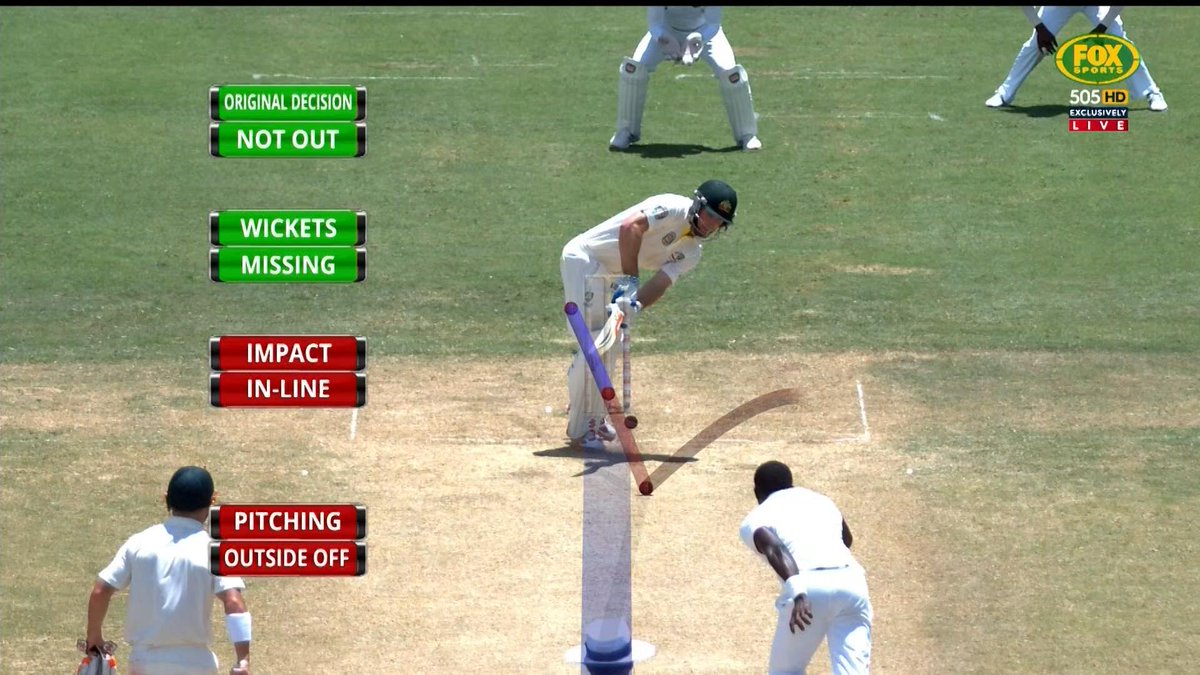 ORIGINAL DECISION
NOT OUT
WICKETS
MISSING
IMPACT
IN-LINE
PITCHING
OUTSIDE OFF
FOX
SPORTS
505 HD
EXCLUSIVELY
LIVE